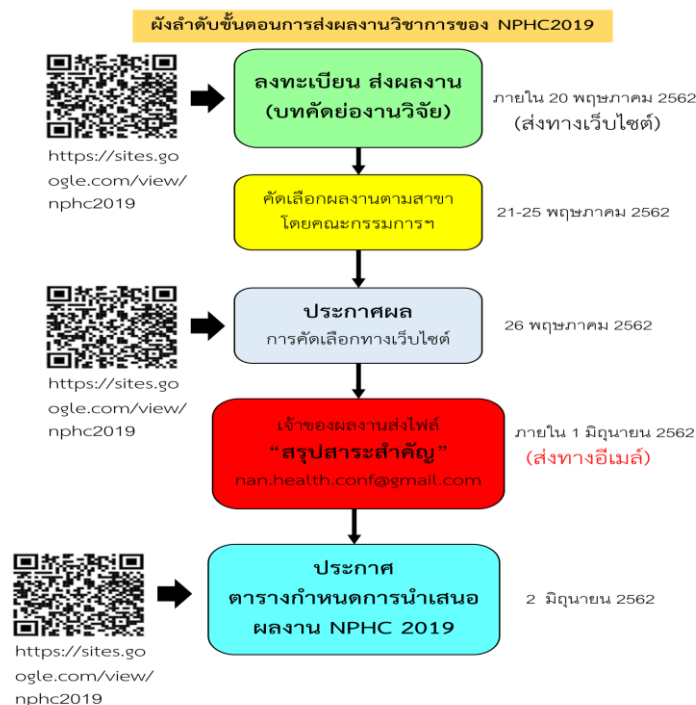 ผังลำดับขั้นตอนการส่งผลงานวิชาการของ NPHC2019
ลงทะเบียน ส่งผลงาน
(บทคัดย่องานวิจัย)
ภายใน 20 พฤษภาคม 2562
(ส่งทางเว็บไซต์)
https://sites.go
ogle.com/view/
nphc2019
คัดเลือกผลงานตามสาขา
โดยคณะกรรมการฯ
21-25 พฤษภาคม 2562
ประกาศผล
การคัดเลือกทางเว็บไซต์
26 พฤษภาคม 2562
https://sites.go
ogle.com/view/
nphc2019
เจ้าของผลงานส่งไฟล์
“สรุปสาระสำคัญ”
nan.health.conf@gmail.com
ภายใน 1 มิถุนายน 2562
(ส่งทางอีเมล์)
ประกาศ
ตารางกำหนดการนำเสนอ
ผลงาน NPHC 2019
2 มิถุนายน 2562
https://sites.go
ogle.com/view/
nphc2019